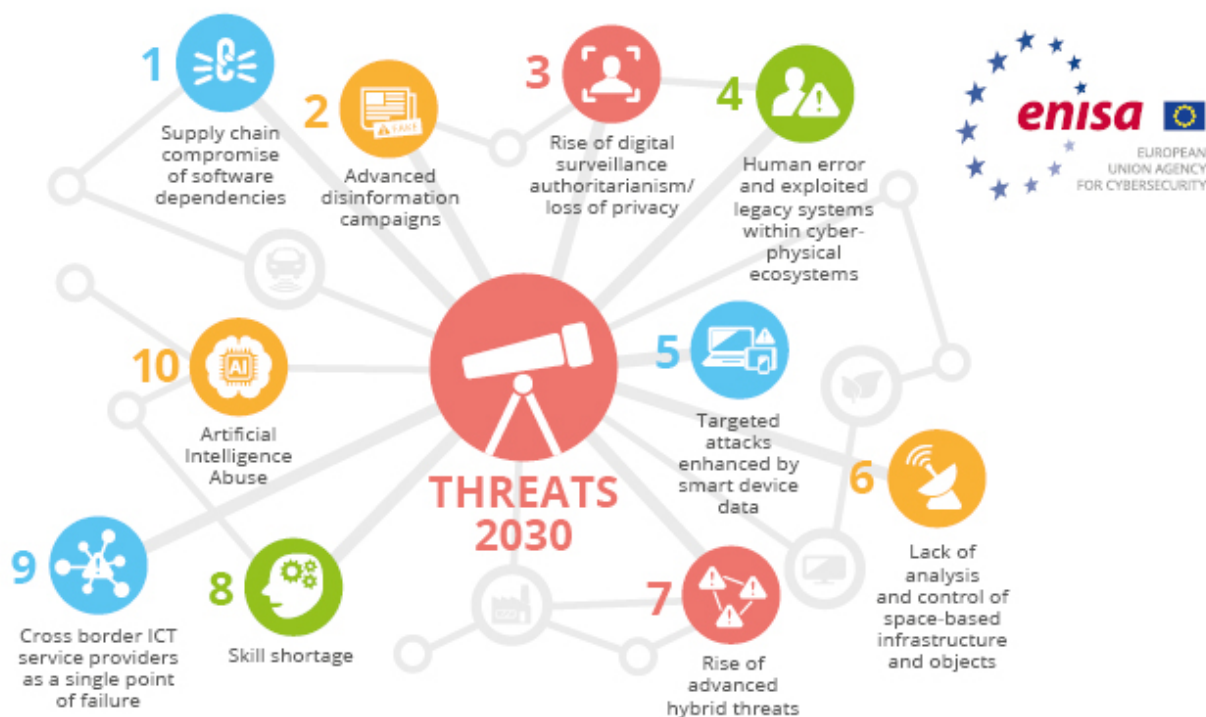 1
Supply chain
compromise
of software
dependencies
2
FAKE
Advanced
disinformation
campaigns
3
Rise of digital
surveillance
authoritarianism/
loss of privacy
4
Human error
and exploited
legacy systems
within cyber-
physical
ecosystems
enisa
EUROPEAN
UNION AGENCY
FOR CYBERSECURITY
10
AI
Artificial
Intelligence
Abuse
THREATS
2030
5
Targeted
attacks
enhanced by
smart device
data
6
Lack of
analysis
and control of
space-based
infrastructure
and objects
9
Cross border ICT
service providers
as a single point
of failure
8
Skill shortage
7
Rise of
advanced
hybrid threats